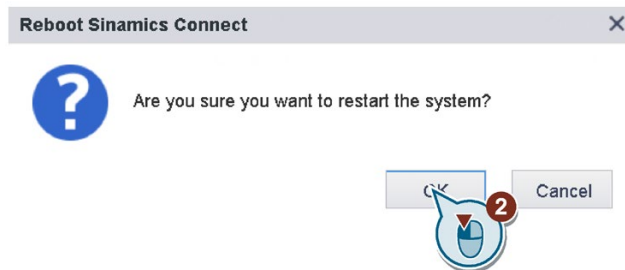 Reboot Sinamics Connect
Are you sure you want to restart the system?
OK
Cancel
2